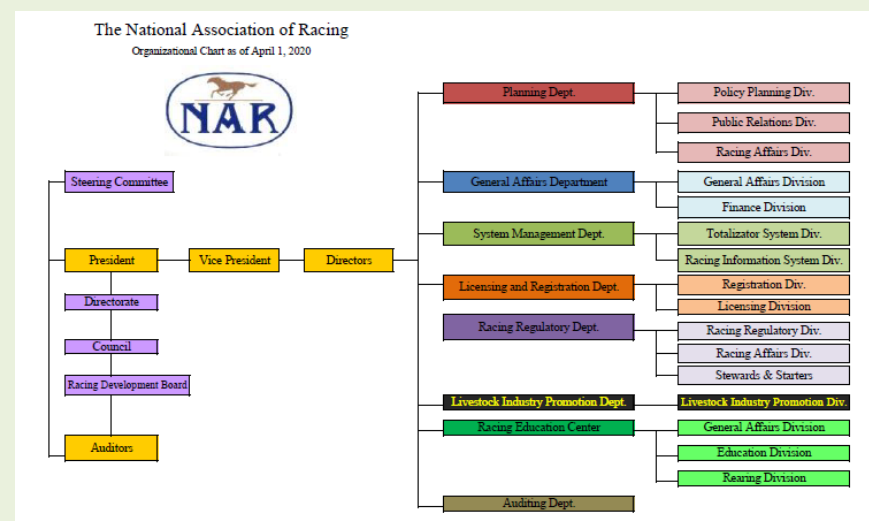 The National Association of Racing
Organizational Chart as of April 1, 2020
NAR
Steering Committee
President
Vice President
Directors
Directorate
Council
Racing Development Board
Auditors
Planning Dept.
Policy Planning Div.
Public Relations Div.
Racing Affairs Div.
General Affairs Department
General Affairs Division
Finance Division
System Management Dept.
Totalizator System Div.
Racing Information System Div.
Licensing and Registration Dept.
Registration Div.
Licensing Division
Racing Regulatory Dept.
Racing Regulatory Div.
Racing Affairs Div.
Stewards & Starters
Livestock Industry Promotion Dept.
Livestock Industry Promotion Div.
Racing Education Center
General Affairs Division
Education Division
Rearing Division
Auditing Dept.